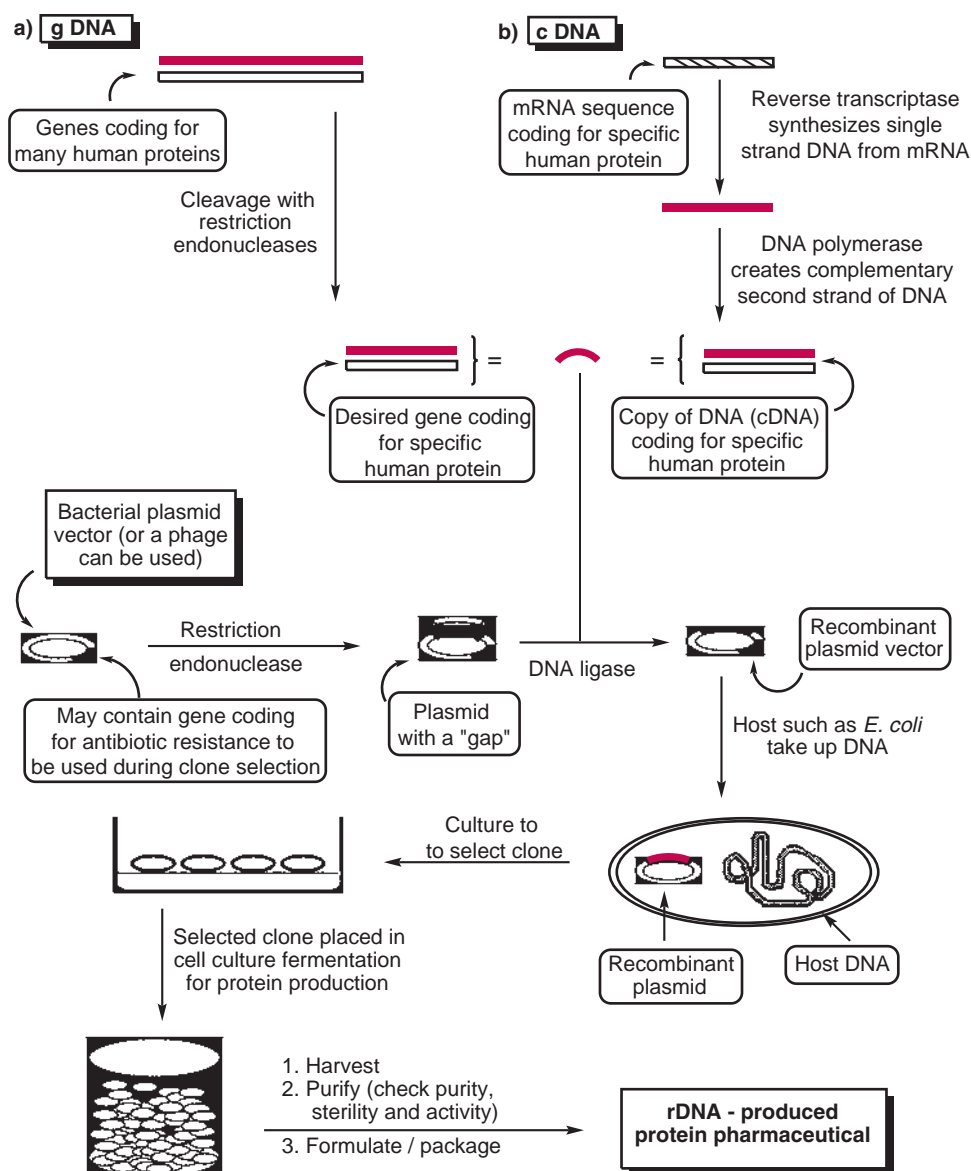 a) g DNA
b) c DNA
Genes coding for
many human proteins
mRNA sequence
coding for specific
human protein
Reverse transcriptase
synthesizes single
strand DNA from mRNA
Cleavage with
restriction
endonucleases
DNA polymerase
creates complementary
second strand of DNA
} =
= {
Desired gene coding
for specific
human protein
Copy of DNA (cDNA)
coding for specific
human protein
Bacterial plasmid
vector (or a phage
can be used)
Restriction
endonuclease
DNA ligase
Recombinant
plasmid vector
May contain gene coding
for antibiotic resistance to
be used during clone selection
Plasmid
with a "gap"
Host such as E. coli
take up DNA
Culture to
to select clone
Recombinant
plasmid
Host DNA
Selected clone placed in
cell culture fermentation
for protein production
1. Harvest
2. Purify (check purity,
sterility and activity)
3. Formulate / package
rDNA - produced
protein pharmaceutical